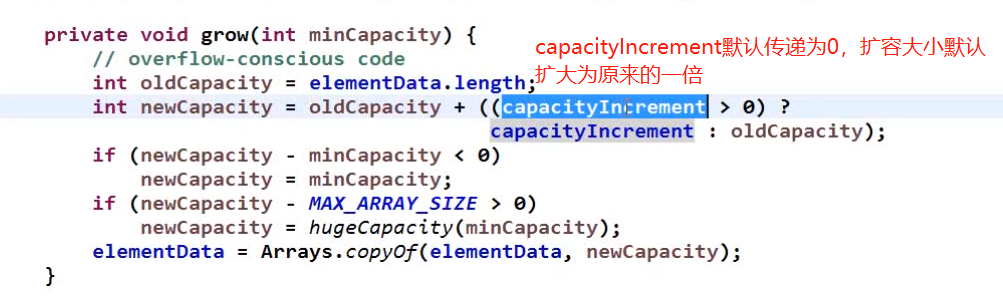 private void grow(int minCapacity) {
// overflow-conscious code
capacityIncrement默认传递为0，扩容大小默认
扩大为原来的一倍
int oldCapacity = elementData.length;
int newCapacity = oldCapacity + ((capacityIncrement > 0) ?
capacityIncrement : oldCapacity);
if (newCapacity - minCapacity < 0)
newCapacity = minCapacity;
if (newCapacity - MAX_ARRAY_SIZE > 0)
newCapacity = hugeCapacity(minCapacity);
elementData = Arrays.copyOf(elementData, newCapacity);
}